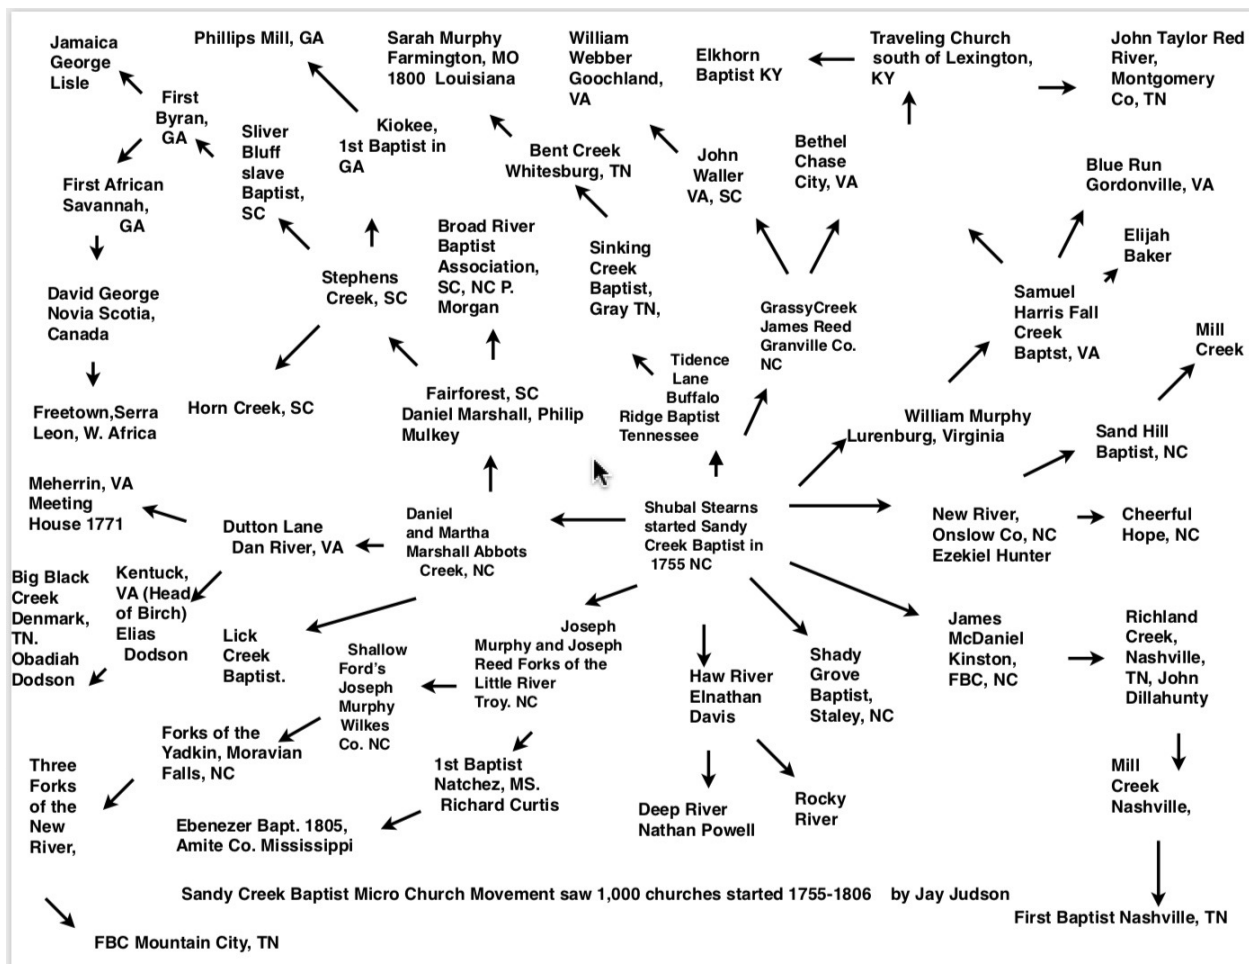 Jamaica
George
Lisle
Phillips Mill, GA
Sarah Murphy
Farmington, MO
1800 Louisiana
William
Webber
Goochland,
VA
Elkhorn
Baptist KY
Traveling Church
south of Lexington,
KY
John Taylor Red
River,
Montgomery
Co, TN
First
Byran,
GA
Sliver
Bluff
slave
Baptist,
SC
Kiokee,
1st Baptist in
GA
Bent Creek
Whitesburg, TN
John
Waller
VA, SC
Bethel
Chase
City, VA
Blue Run
Gordonville, VA
First African
Savannah,
GA
Broad River
Baptist
Association,
SC, NC P.
Morgan
Sinking
Creek
Baptist,
Gray TN,
Elijah
Baker
David George
Novia Scotia,
Canada
Stephens
Creek, SC
GrassyCreek
James Reed
Granville Co.
NC
Samuel
Harris Fall
Creek
Baptst, VA
Mill
Creek
Freetown,Serra
Leon, W. Africa
Horn Creek, SC
Fairforest, SC
Daniel Marshall, Philip
Mulkey
Tidence
Lane
Buffalo
Ridge Baptist
Tennessee
William Murphy
Lurenburg, Virginia
Sand Hill
Baptist, NC
Meherrin, VA
Meeting
House 1771
Dutton Lane
Dan River, VA
Daniel
and Martha
Marshall Abbots
Creek, NC
Shubal Stearns
started Sandy
Creek Baptist in
1755 NC
New River,
Onslow Co, NC
Ezekiel Hunter
Cheerful
Hope, NC
Big Black
Creek
Denmark,
TN.
Obadiah
Dodson
Kentuck,
VA (Head
of Birch)
Elias
Dodson
Lick
Creek
Baptist.
Shallow
Ford's
Joseph
Murphy
Wilkes
Co. NC
Joseph
Murphy and Joseph
Reed Forks of the
Little River
Troy. NC
Haw River
Elnathan
Davis
Shady
Grove
Baptist,
Staley, NC
James
McDaniel
Kinston,
FBC, NC
Richland
Creek,
Nashville,
TN, John
Dillahunty
Three
Forks
of the
New
River,
Forks of the
Yadkin, Moravian
Falls, NC
1st Baptist
Natchez, MS.
Richard Curtis
Ebenezer Bapt. 1805,
Amite Co. Mississippi
Deep River
Nathan Powell
Rocky
River
Mill
Creek
Nashville,
Sandy Creek Baptist Micro Church Movement saw 1,000 churches started 1755-1806 by Jay Judson
First Baptist Nashville, TN
FBC Mountain City, TN